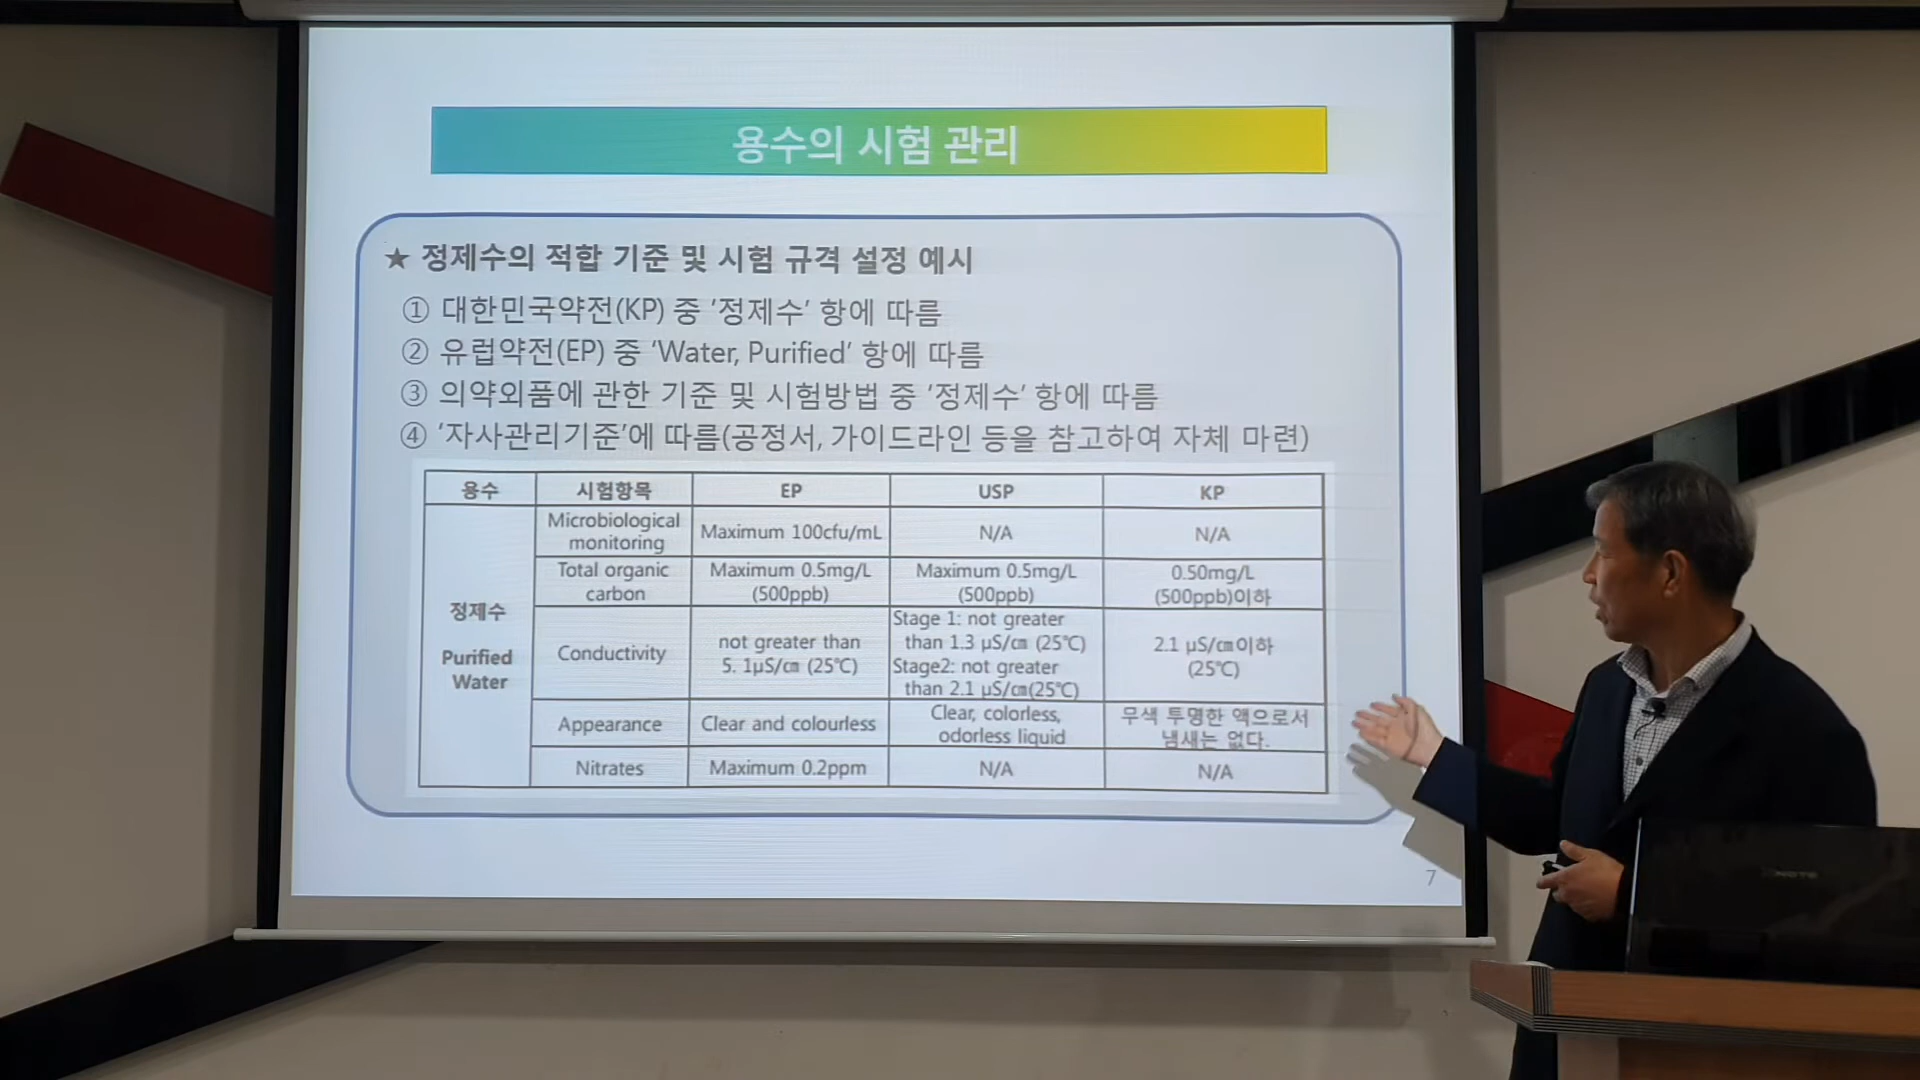 용수의 시험 관리
★ 정제수의 적합 기준 및 시험 규격 설정 예시
① 대한민국약전(KP) 중 '정제수' 항에 따름
② 유럽약전(EP) 중 'Water, Purified' 항에 따름
③ 의약외품에 관한 기준 및 시험방법 중 '정제수' 항에 따름
④ '자사관리기준'에 따름(공정서, 가이드라인 등을 참고하여 자체 마련)
용수 시험항목 EP USP KP
정제수
Purified
Water
Microbiological
monitoring
Maximum 100cfu/mL
N/A
N/A
Total organic
carbon
Maximum 0.5mg/L
(500ppb)
Maximum 0.5mg/L
(500ppb)
0.50mg/L
(500ppb)이하
Conductivity
not greater than
5. 1μS/㎝ (25℃)
Stage 1: not greater
than 1.3 μS/㎝ (25℃)
Stage2: not greater
than 2.1 μS/㎝(25℃)
2.1 μS/㎝이하
(25℃)
Appearance
Clear and colourless
Clear, colorless,
odorless liquid
무색 투명한 액으로서
냄새는 없다.
Nitrates
Maximum 0.2ppm
N/A
N/A
7